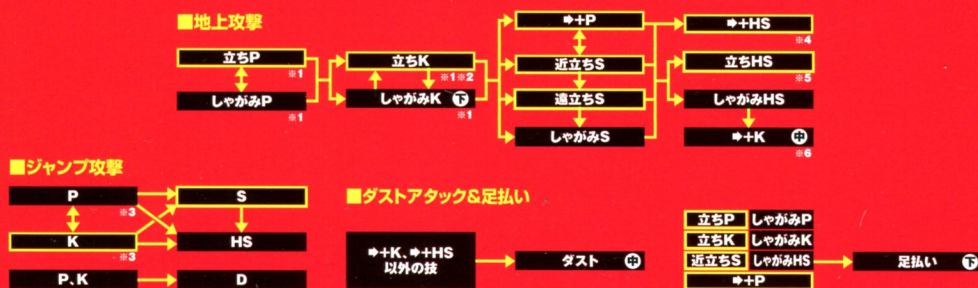 ■地上攻撃
立ちP
※1
しゃがみP
※1
立ちK
※1※2
しゃがみK 下
※1
➡+P
近立ちS
遠立ちS
しゃがみS
➡+HS
※4
立ちHS
※5
しゃがみHS
➡+K 中
※6
■ジャンプ攻撃
P
※3
K
※3
P、K
S
HS
D
■ダストアタック&足払い
➡+K、➡+HS
以外の技
ダスト 中
立ちP しゃがみP
立ちK しゃがみK
近立ちS しゃがみHS
➡+P
足払い 下